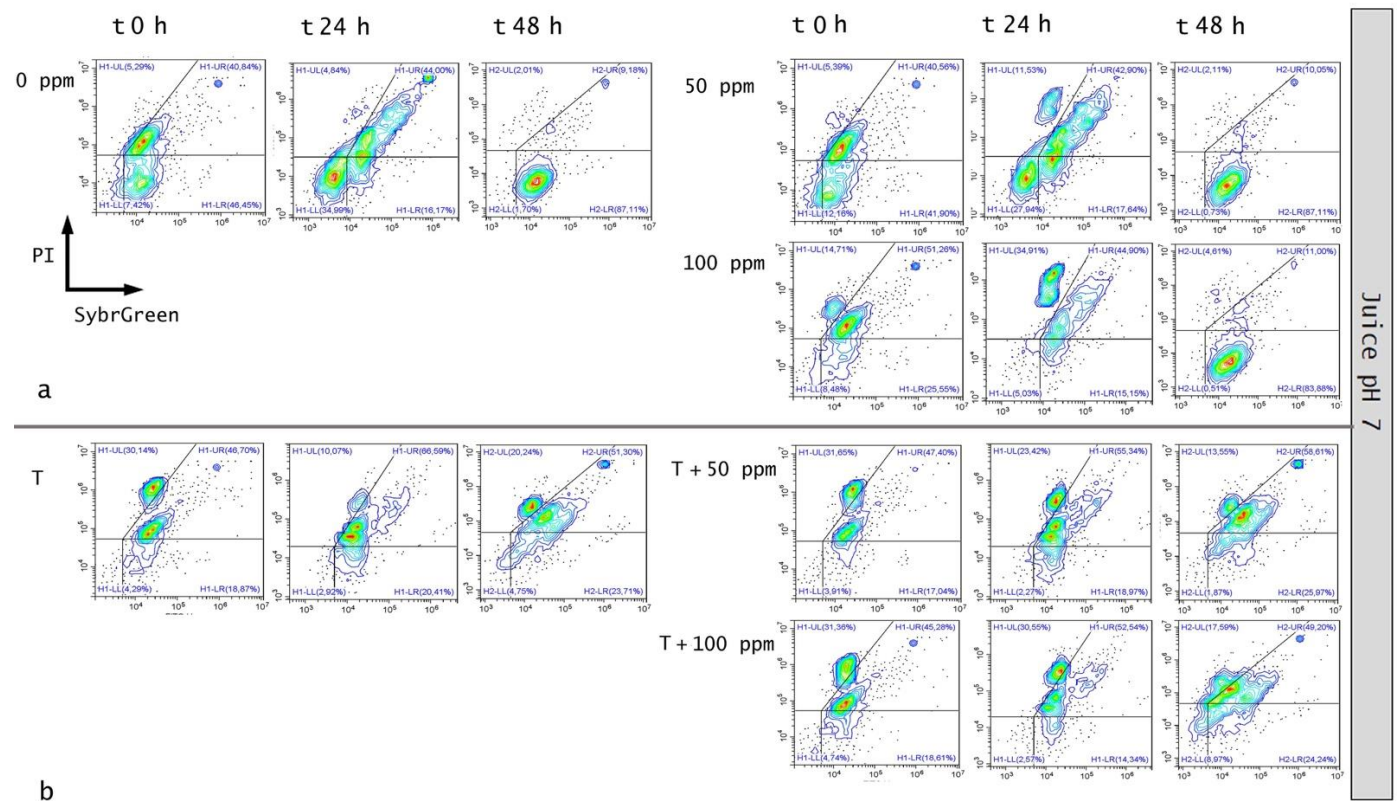 t 0 h t 24 h t 48 h t 0 h t 24 h t 48 h
0 ppm
H1-UL(5,29%) H1-UR(40,84%)
H1-LL(7,42%) H1-LR(46,45%)
H1-UL(4,84%) H1-UR(44,00%)
H1-LL(34,99%) H1-LR(16,17%)
H2-UL(2,01%) H2-UR(9,18%)
H2-LL(1,70%) H2-LR(87,11%)
50 ppm
H1-UL(5,39%) H1-UR(40,56%)
H1-LL(12,16%) H1-LR(41,90%)
H1-UL(11,53%) H1-UR(42,90%)
H1-LL(27,94%) H1-LR(17,64%)
H2-UL(2,11%) H2-UR(10,05%)
H2-LL(0,73%) H2-LR(87,11%)
PI
SybrGreen
100 ppm
H1-UL(14,71%) H1-UR(51,26%)
H1-LL(8,48%) H1-LR(25,55%)
H1-UL(34,91%) H1-UR(44,90%)
H1-LL(5,03%) H1-LR(15,15%)
H2-UL(4,61%) H2-UR(11,00%)
H2-LL(0,51%) H2-LR(83,88%)
a
Juice pH 7
T
H1-UL(30,14%) H1-UR(46,70%)
H1-LL(4,29%) H1-LR(18,87%)
H1-UL(10,07%) H1-UR(66,59%)
H1-LL(2,92%) H1-LR(20,41%)
H2-UL(20,24%) H2-UR(51,30%)
H2-LL(4,75%) H2-LR(23,71%)
T + 50 ppm
H1-UL(31,65%) H1-UR(47,40%)
H1-LL(3,91%) H1-LR(17,04%)
H1-UL(23,42%) H1-UR(55,34%)
H1-LL(2,27%) H1-LR(18,97%)
H2-UL(13,55%) H2-UR(58,61%)
H2-LL(1,87%) H2-LR(25,97%)
T + 100 ppm
H1-UL(31,36%) H1-UR(45,28%)
H1-LL(4,74%) H1-LR(18,61%)
H1-UL(30,55%) H1-UR(52,54%)
H1-LL(2,57%) H1-LR(14,34%)
H2-UL(17,59%) H2-UR(49,20%)
H2-LL(8,97%) H2-LR(24,24%)
b